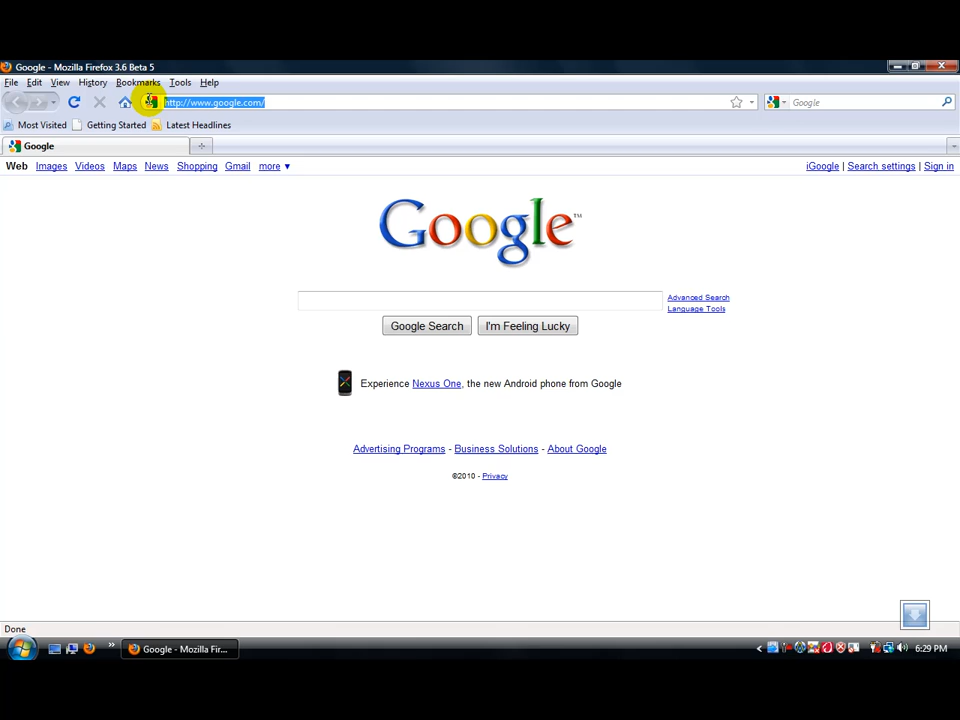 Google - Mozilla Firefox 3.6 Beta 5
File Edit View History Bookmarks Tools Help
http://www.google.com/ Google
Most Visited Getting Started Latest Headlines
Google
Web Images Videos Maps News Shopping Gmail more ▼ iGoogle | Search settings | Sign in
Google™
Advanced Search
Language Tools
Google Search I'm Feeling Lucky
Experience Nexus One, the new Android phone from Google
Advertising Programs - Business Solutions - About Google
©2010 - Privacy
Done
Google - Mozilla Fir... 6:29 PM